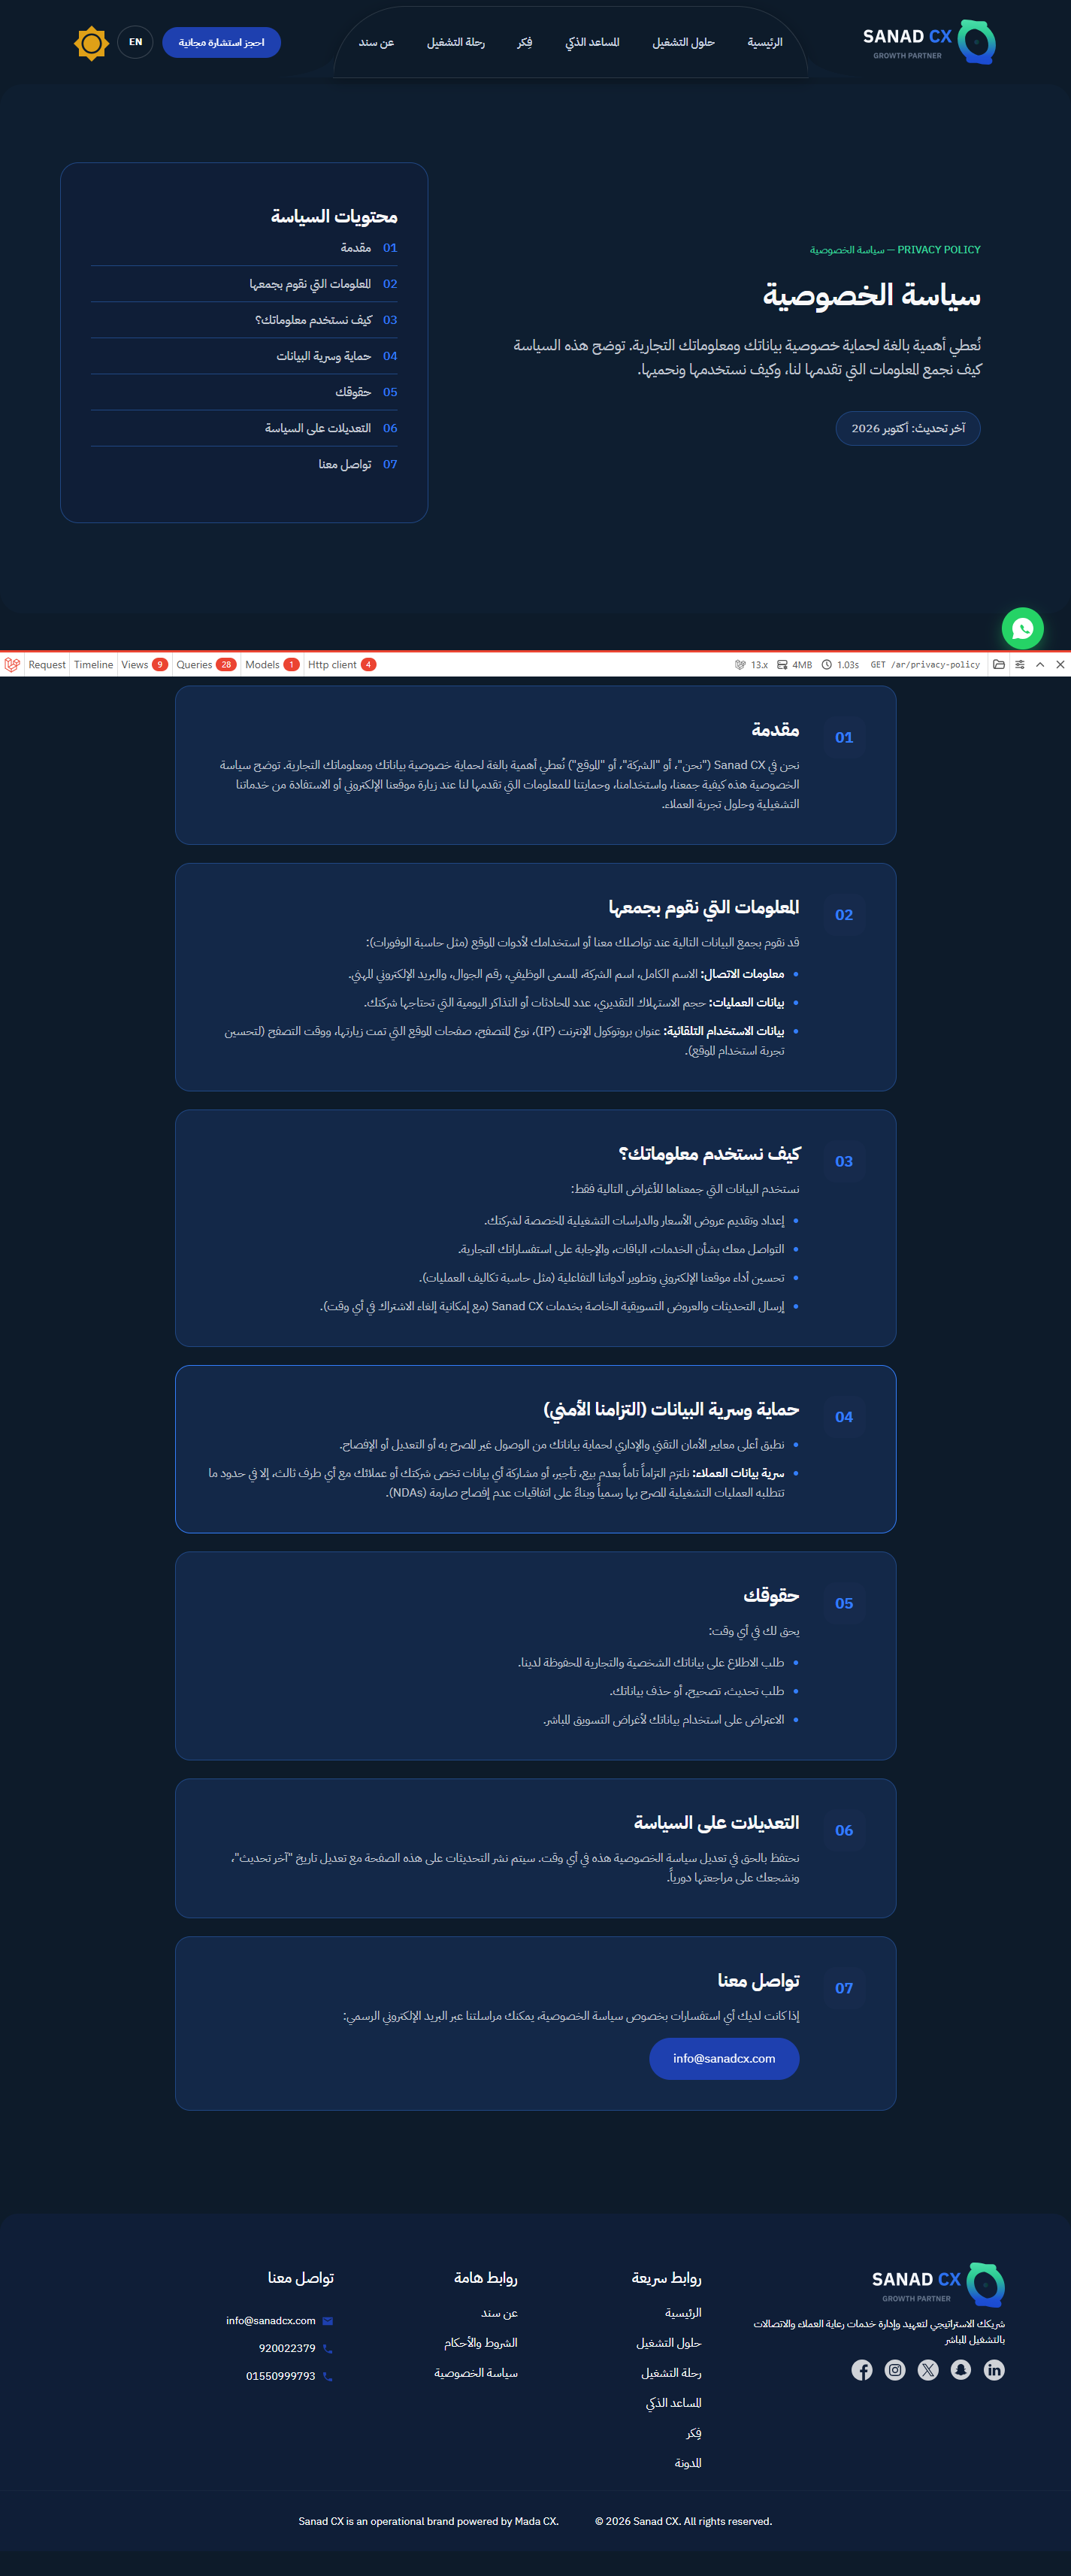 SANAD CX
GROWTH PARTNER
الرئيسية
حلول التشغيل
المساعد الذكي
فِكر
رحلة التشغيل
عن سند
احجز استشارة مجانية
EN
PRIVACY POLICY — سياسة الخصوصية
سياسة الخصوصية
نُعطي أهمية بالغة لحماية خصوصية بياناتك ومعلوماتك التجارية. توضح هذه السياسة
كيف نجمع المعلومات التي تقدمها لنا، وكيف نستخدمها ونحميها.
آخر تحديث: أكتوبر 2026
محتويات السياسة
01 مقدمة
02 المعلومات التي نقوم بجمعها
03 كيف نستخدم معلوماتك؟
04 حماية وسرية البيانات
05 حقوقك
06 التعديلات على السياسة
07 تواصل معنا
Request Timeline Views 9 Queries 28 Models 1 Http client 4 13.x 4MB 1.03s GET /ar/privacy-policy
01
مقدمة
نحن في Sanad CX ("نحن"، أو "الشركة"، أو "الموقع") نُعطي أهمية بالغة لحماية خصوصية بياناتك ومعلوماتك التجارية. توضح سياسة
الخصوصية هذه كيفية جمعنا، واستخدامنا، وحمايتنا للمعلومات التي تقدمها لنا عند زيارة موقعنا الإلكتروني أو الاستفادة من خدماتنا
التشغيلية وحلول تجربة العملاء.
02
المعلومات التي نقوم بجمعها
قد نقوم بجمع البيانات التالية عند تواصلك معنا أو استخدامك لأدوات الموقع (مثل حاسبة الوفورات):
معلومات الاتصال: الاسم الكامل، اسم الشركة، المسمى الوظيفي، رقم الجوال، والبريد الإلكتروني المهني.
بيانات العمليات: حجم الاستهلاك التقديري، عدد المحادثات أو التذاكر اليومية التي تحتاجها شركتك.
بيانات الاستخدام التلقائية: عنوان بروتوكول الإنترنت (IP)، نوع المتصفح، صفحات الموقع التي تمت زيارتها، ووقت التصفح (لتحسين
تجربة استخدام الموقع).
03
كيف نستخدم معلوماتك؟
نستخدم البيانات التي جمعناها للأغراض التالية فقط:
إعداد وتقديم عروض الأسعار والدراسات التشغيلية المخصصة لشركتك.
التواصل معك بشأن الخدمات، الباقات، والإجابة على استفساراتك التجارية.
تحسين أداء موقعنا الإلكتروني وتطوير أدواتنا التفاعلية (مثل حاسبة تكاليف العمليات).
إرسال التحديثات والعروض التسويقية الخاصة بخدمات Sanad CX (مع إمكانية إلغاء الاشتراك في أي وقت).
04
حماية وسرية البيانات (التزامنا الأمني)
نطبق أعلى معايير الأمان التقني والإداري لحماية بياناتك من الوصول غير المصرح به أو التعديل أو الإفصاح.
سرية بيانات العملاء: نلتزم التزاماً تاماً بعدم بيع، تأجير، أو مشاركة أي بيانات تخص شركتك أو عملائك مع أي طرف ثالث، إلا في حدود ما
تتطلبه العمليات التشغيلية المصرح بها رسمياً وبناءً على اتفاقيات عدم إفصاح صارمة (NDAs).
05
حقوقك
يحق لك في أي وقت:
طلب الاطلاع على بياناتك الشخصية والتجارية المحفوظة لدينا.
طلب تحديث، تصحيح، أو حذف بياناتك.
الاعتراض على استخدام بياناتك لأغراض التسويق المباشر.
06
التعديلات على السياسة
نحتفظ بالحق في تعديل سياسة الخصوصية هذه في أي وقت. سيتم نشر التحديثات على هذه الصفحة مع تعديل تاريخ "آخر تحديث"،
ونشجعك على مراجعتها دورياً.
07
تواصل معنا
إذا كانت لديك أي استفسارات بخصوص سياسة الخصوصية، يمكنك مراسلتنا عبر البريد الإلكتروني الرسمي:
info@sanadcx.com
SANAD CX
GROWTH PARTNER
شريكك الاستراتيجي لتعهيد وإدارة خدمات رعاية العملاء والاتصالات
بالتشغيل المباشر
روابط سريعة
الرئيسية
حلول التشغيل
رحلة التشغيل
المساعد الذكي
فِكر
المدونة
روابط هامة
عن سند
الشروط والأحكام
سياسة الخصوصية
تواصل معنا
info@sanadcx.com
920022379
01550999793
Sanad CX is an operational brand powered by Mada CX.
© 2026 Sanad CX. All rights reserved.